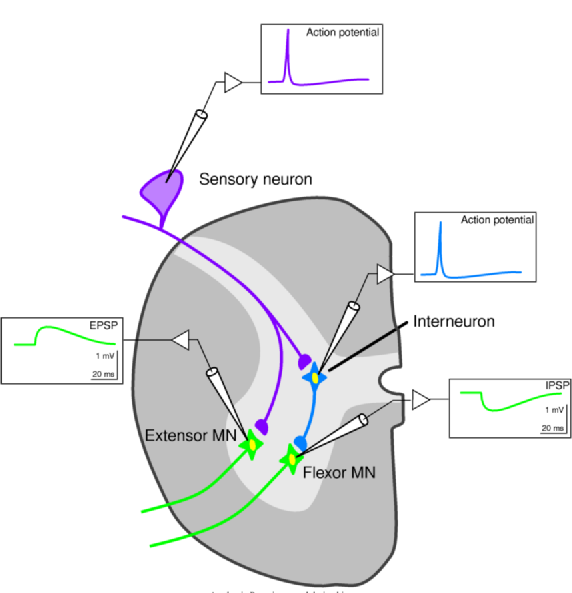 Action potential
Sensory neuron
Action potential
Interneuron
EPSP
1 mV
20 ms
IPSP
1 mV
20 ms
Extensor MN
Flexor MN